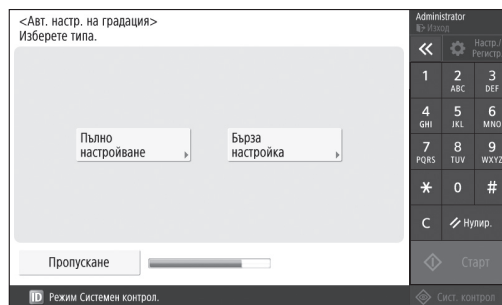 <Авт. настр. на градация>
Изберете типа.
Пълно
настройване
Бърза
настройка
Пропускане
ID Режим Системен контрол.
Administrator
Изход
Настр./
Регистр.
1
2
ABC
3
DEF
4
GHI
5
JKL
6
MNO
7
PQRS
8
TUV
9
WXYZ
*
0
#
C
Нулир.
Старт
Сист. контрол